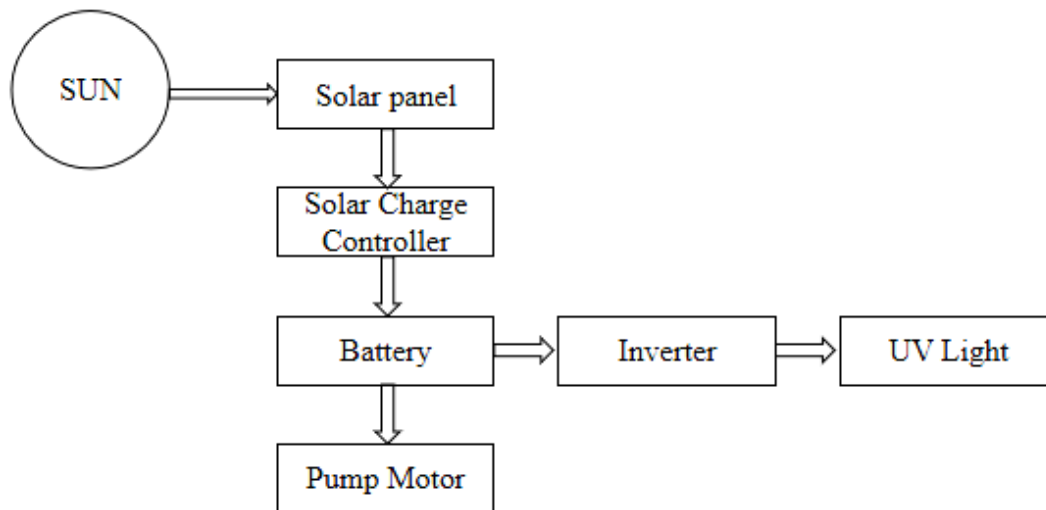 SUN
Solar panel
Solar Charge
Controller
Battery
Inverter
UV Light
Pump Motor